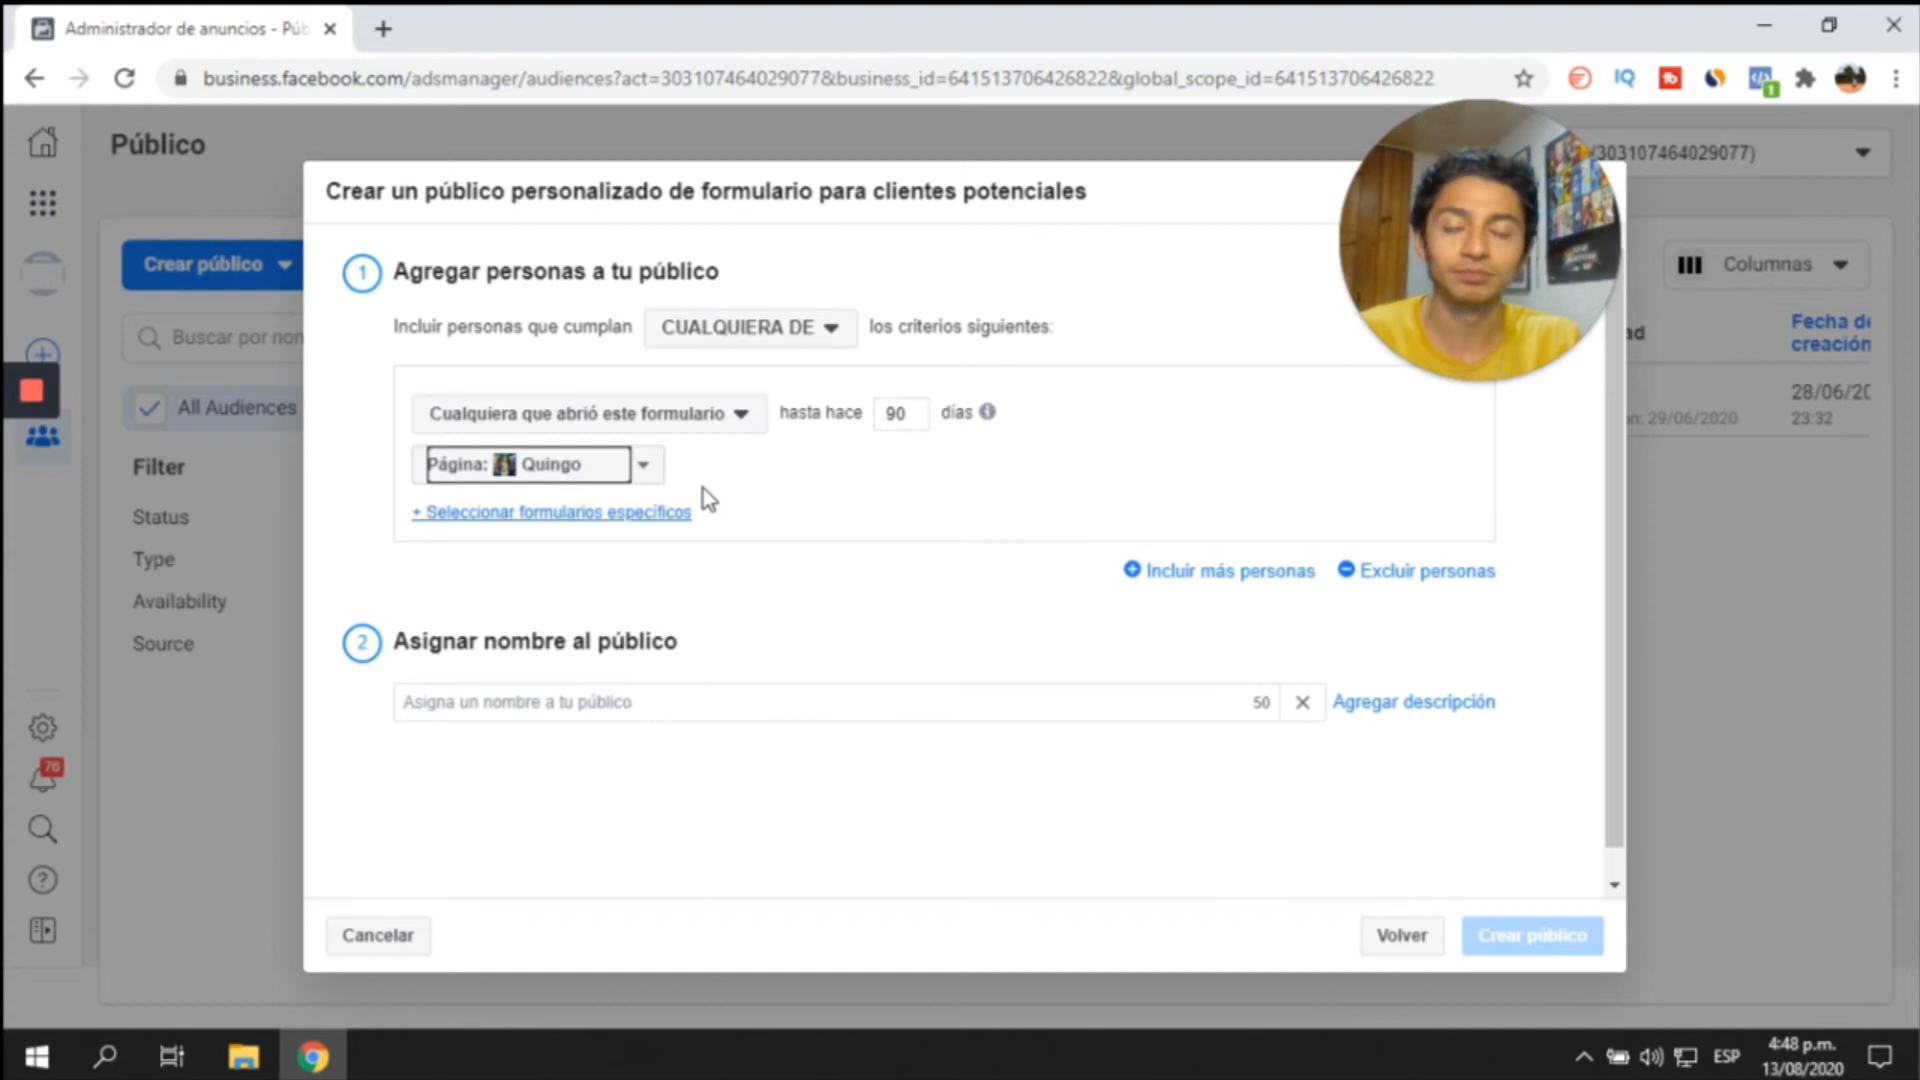 Administrador de anuncios - Púb
business.facebook.com/adsmanager/audiences?act=303107464029077&business_id=641513706426822&global_scope_id=641513706426822
1
Público
(303107464029077)
Crear un público personalizado de formulario para clientes potenciales
Crear público
Columnas
1 Agregar personas a tu público
Incluir personas que cumplan CUALQUIERA DE los criterios siguientes:
Buscar por non
ad
Fecha de
creación
All Audiences
Cualquiera que abrió este formulario hasta hace 90 días
28/06/20
n: 29/06/2020 23:32
Página: Quingo
Filter
+ Seleccionar formularios específicos
Status
Type
Incluir más personas Excluir personas
Availability
Source
2 Asignar nombre al público
Asigna un nombre a tu público 50 Agregar descripción
78
Cancelar Volver Crear público
ESP
4:48 p.m.
13/08/2020